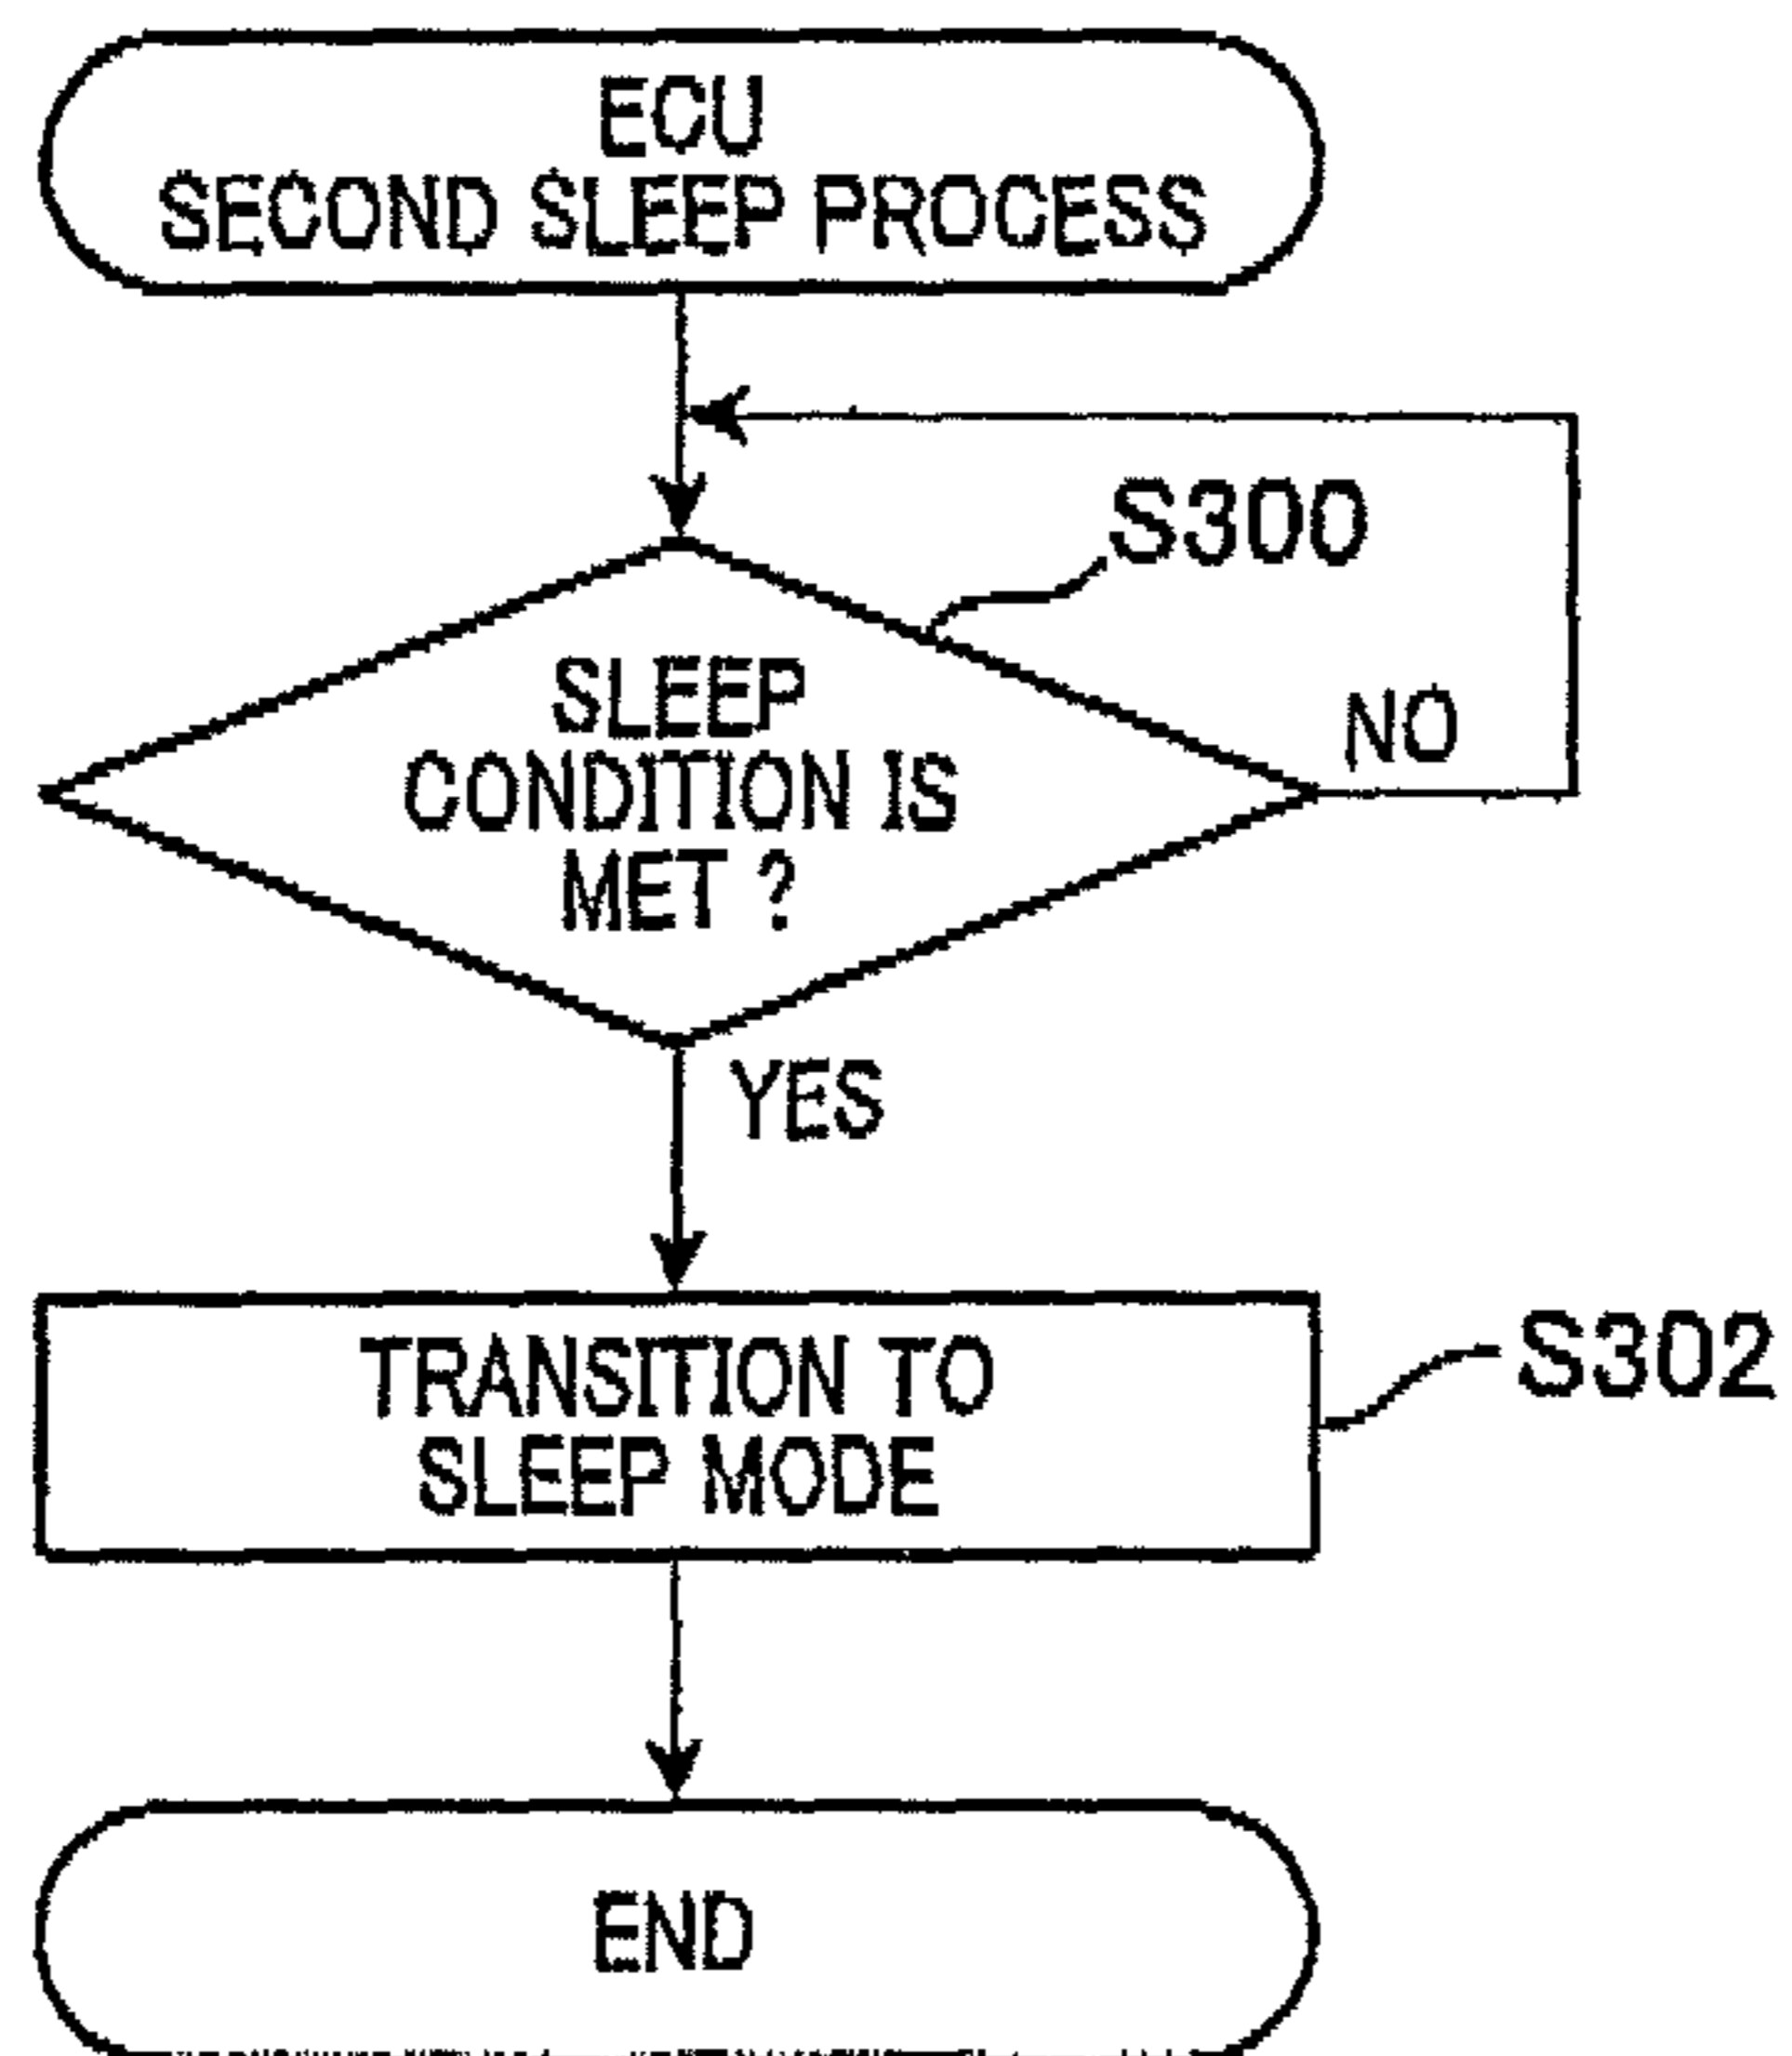 ECU
SECOND SLEEP PROCESS
S300
SLEEP
CONDITION IS
MET ?
NO
YES
TRANSITION TO
SLEEP MODE
S302
END